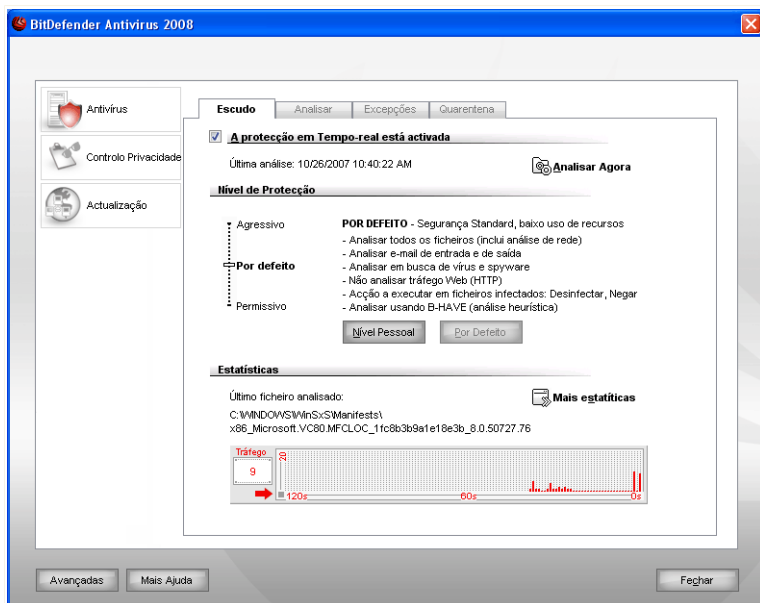 BitDefender Antivirus 2008
Antivírus
Controlo Privacidade
Actualização
Escudo
Analisar
Excepções
Quarentena
A protecção em Tempo-real está activada
Última análise: 10/26/2007 10:40:22 AM
Analisar Agora
Nível de Protecção
Agressivo
Por defeito
Permissivo
POR DEFEITO - Segurança Standard, baixo uso de recursos
- Analisar todos os ficheiros (inclui análise de rede)
- Analisar e-mail de entrada e de saída
- Analisar em busca de vírus e spyware
- Não analisar tráfego Web (HTTP)
- Acção a executar em ficheiros infectados: Desinfectar, Negar
- Analisar usando B-HAVE (análise heurística)
Nível Pessoal
Por Defeito
Estatísticas
Último ficheiro analisado:
Mais estatíticas
C:\WINDOWS\WinSxS\Manifests\
x86_Microsoft.VC80.MFCLOC_1fc8b3b9a1e18e3b_8.0.50727.76
Tráfego
9
20
120s
60s
0s
Avançadas
Mais Ajuda
Fechar